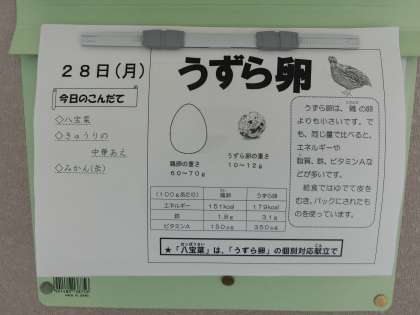 28日(月)
今日のこんだて
◇八宝菜
◇きゅうりの
中華あえ
◇みかん(缶)
うずら卵
鶏卵の重さ
60~70g
うずら卵の重さ
10~12g
うずら卵は、鶏の卵
よりも小さいです。で
も、同じ量で比べると、
エネルギーや
脂質、鉄、ビタミンAな
どが多いです。
給食ではゆでて皮を
むき、パックにされたも
のを使っています。
(100gあたり) 鶏卵 うずら卵
エネルギー 151kcal 179kcal
鉄 1.8g 3.1g
ビタミンA 150μg 350μg
★「八宝菜」は、「うずら卵」の個別対応献立で